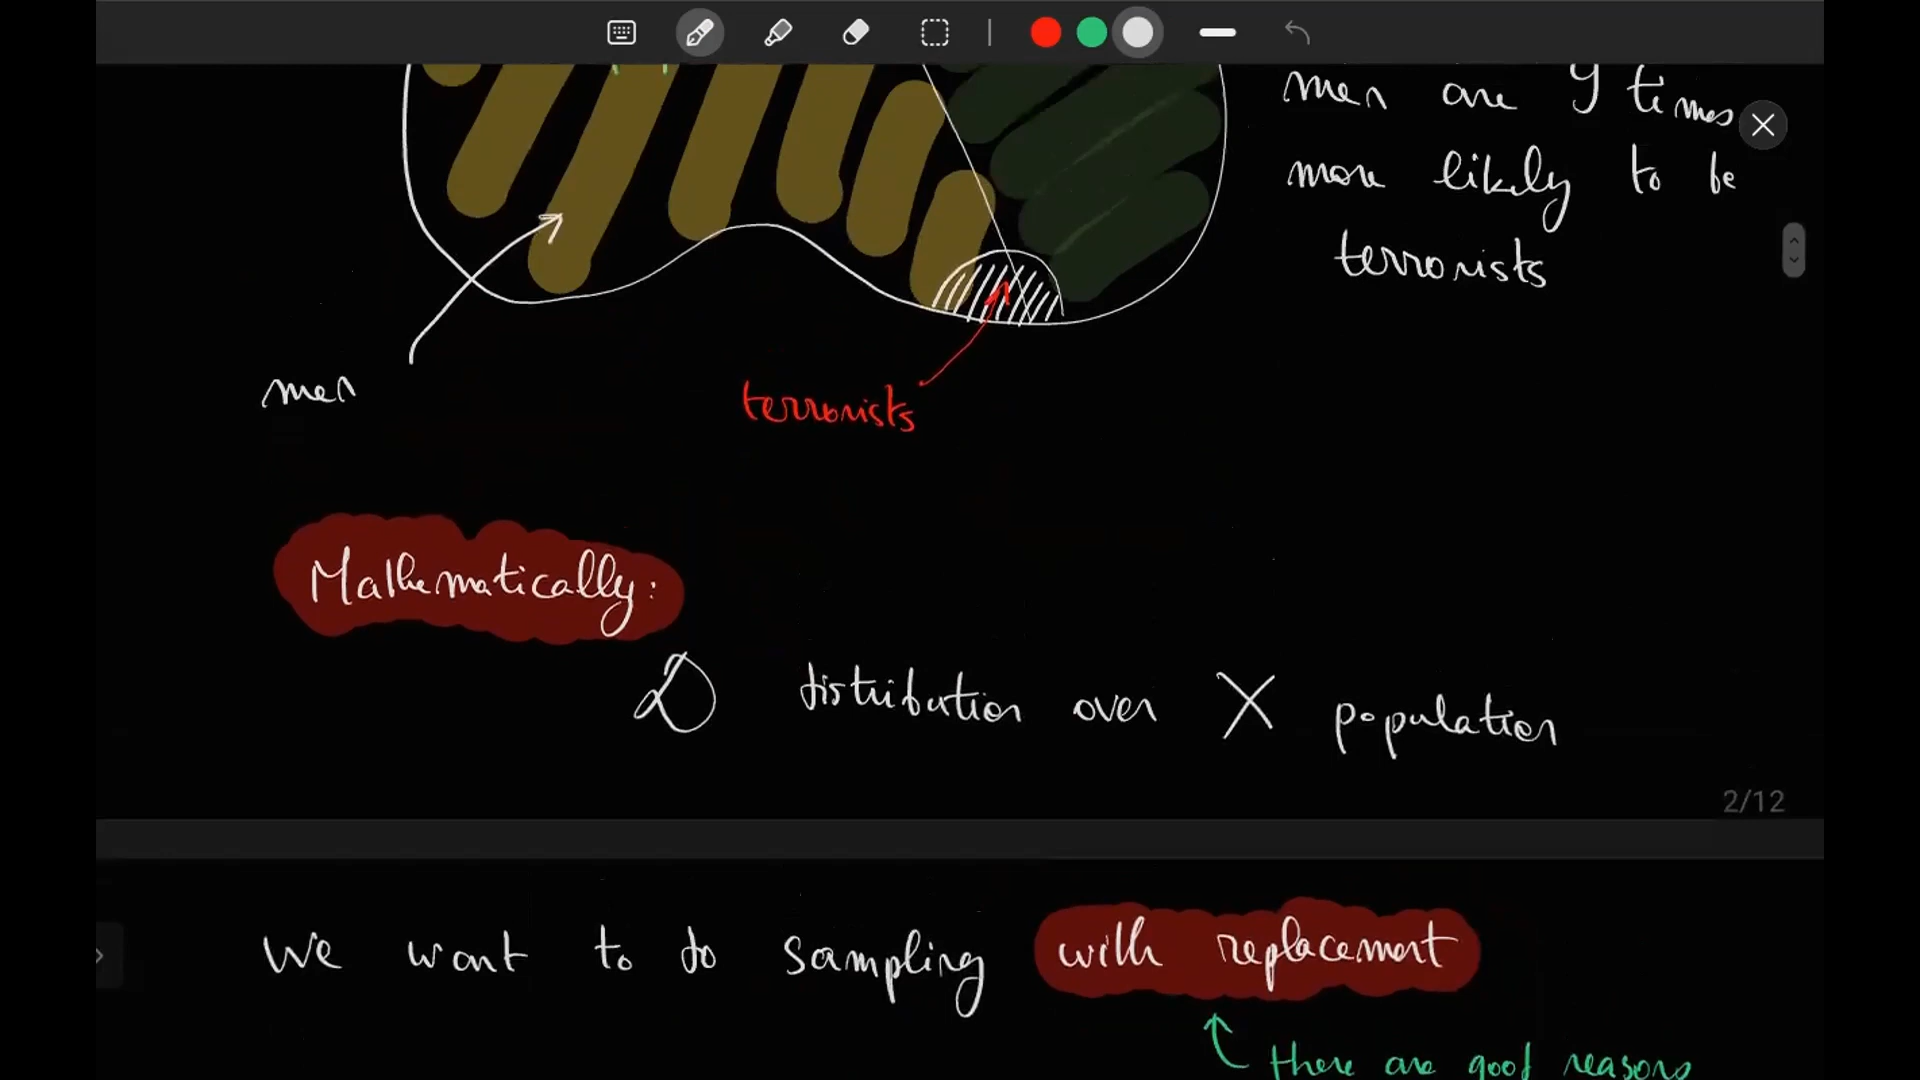 men are 9 times
more likely to be
terrorists
men
terrorists
Mathematically:
D distribution over X population
2/12
We want to do sampling with replacement
there are good reasons